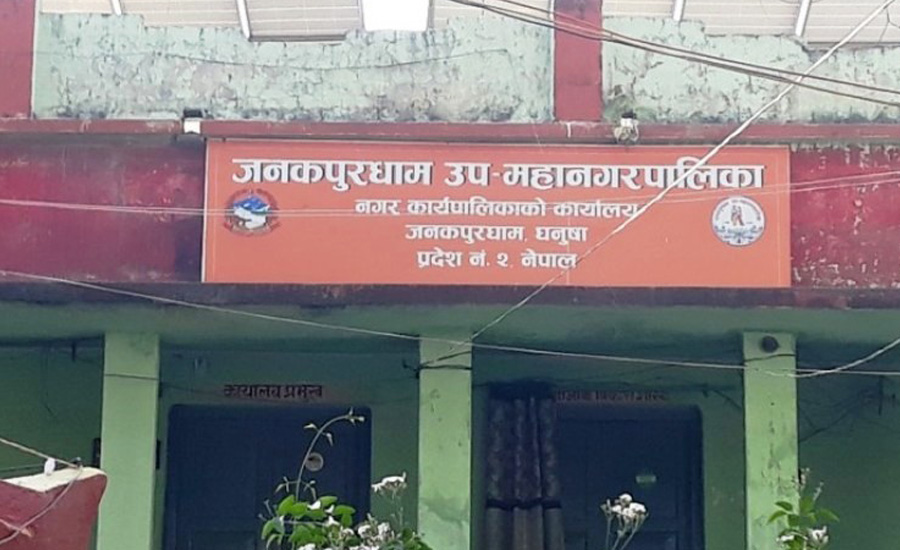 जनकपुरधाम उप-महानगरपालिका
नगर कार्यपालिकाको कार्यालय
जनकपुरधाम, धनुषा
प्रदेश नं. २, नेपाल
कार्यालय प्रमुख